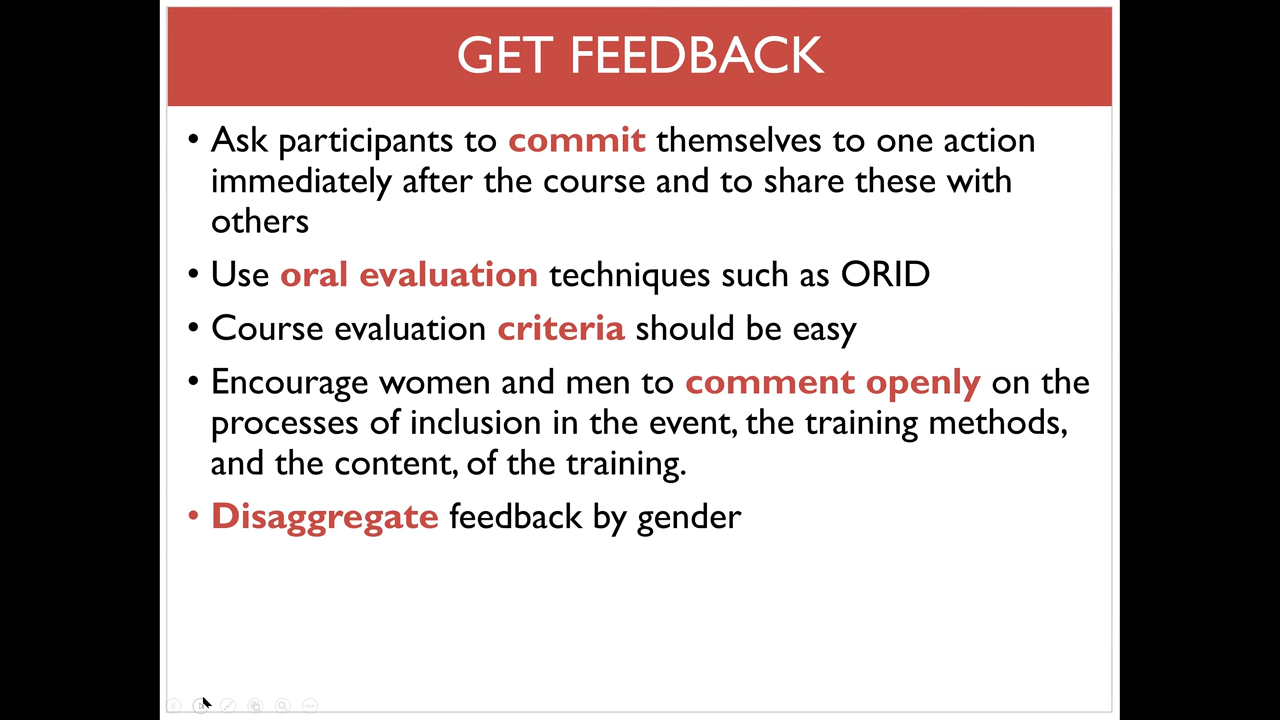 GET FEEDBACK
• Ask participants to commit themselves to one action
immediately after the course and to share these with
others
• Use oral evaluation techniques such as ORID
• Course evaluation criteria should be easy
• Encourage women and men to comment openly on the
processes of inclusion in the event, the training methods,
and the content, of the training.
• Disaggregate feedback by gender